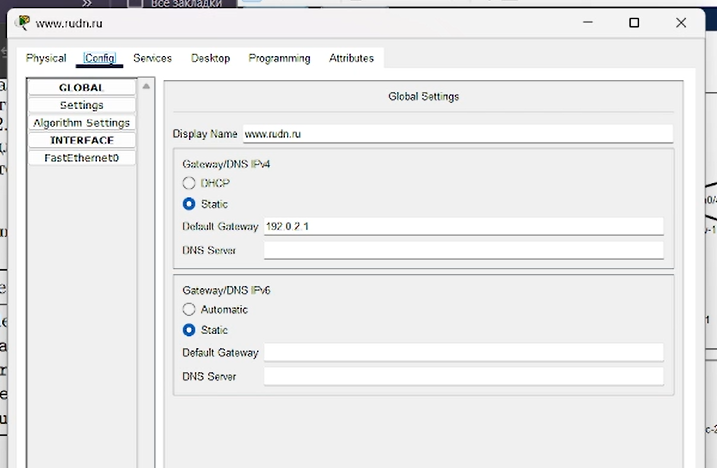 Все закладки
www.rudn.ru
Physical Config Services Desktop Programming Attributes
GLOBAL
Settings
Algorithm Settings
INTERFACE
FastEthernet0
Global Settings
Display Name www.rudn.ru
Gateway/DNS IPv4
DHCP
Static
Default Gateway 192.0.2.1
DNS Server
Gateway/DNS IPv6
Automatic
Static
Default Gateway
DNS Server